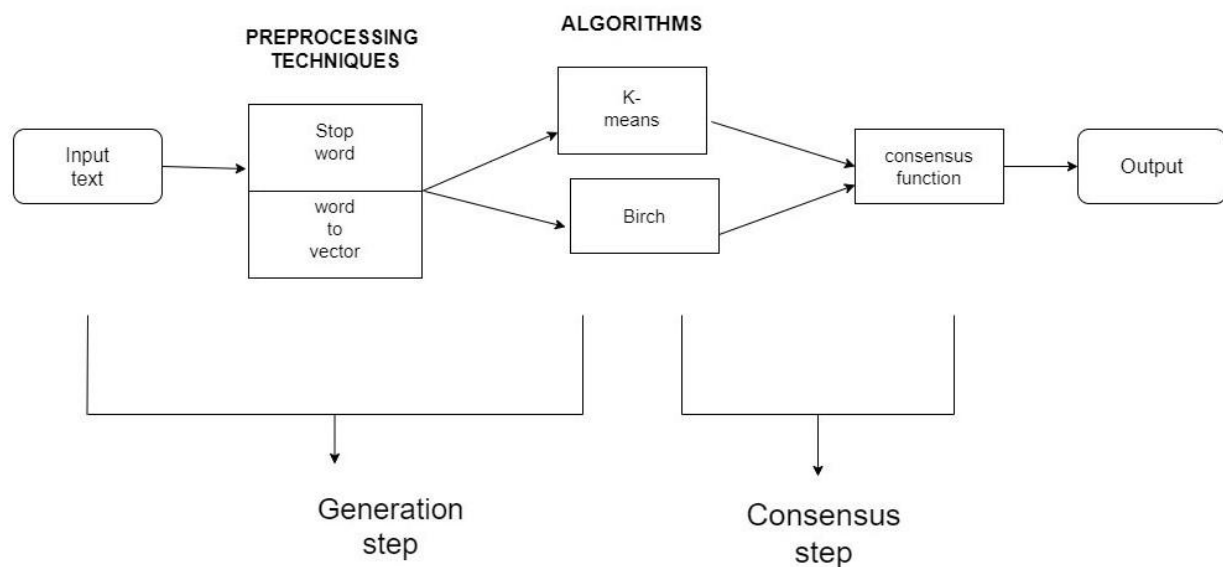 PREPROCESSING
TECHNIQUES
ALGORITHMS
Input
text
Stop
word
word
to
vector
K-
means
Birch
consensus
function
Output
Generation
step
Consensus
step